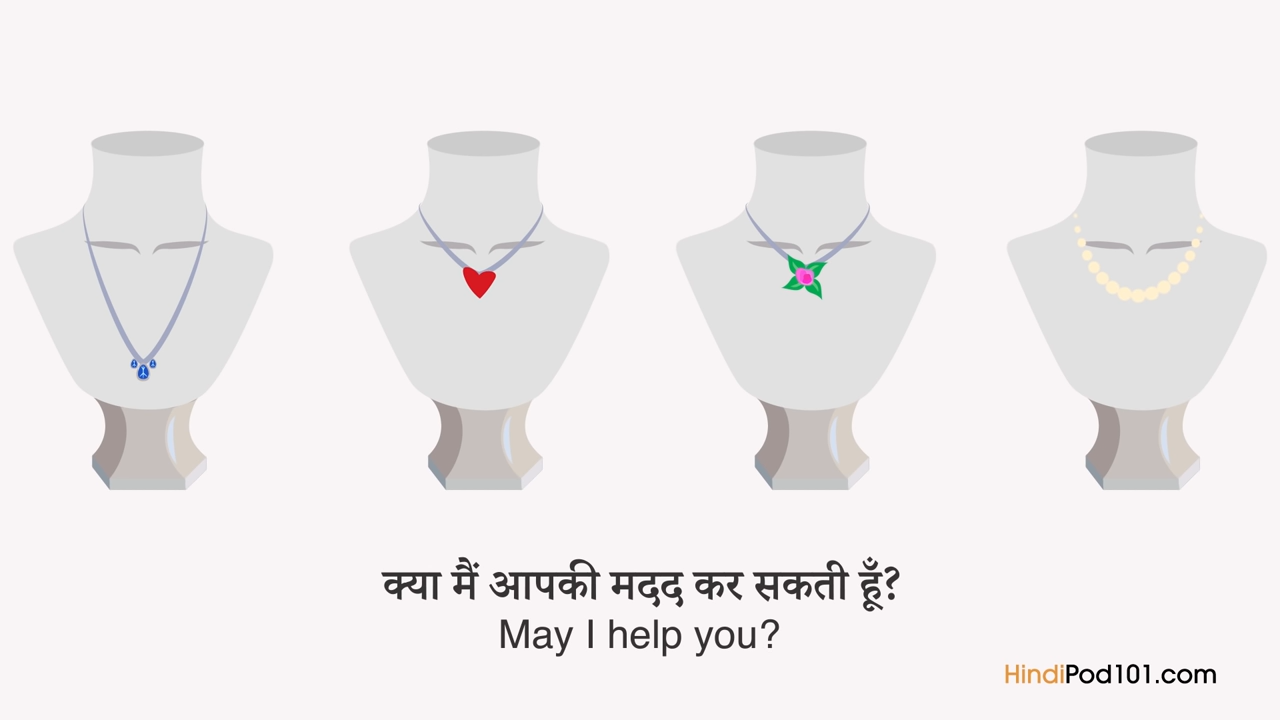 क्या मैं आपकी मदद कर सकती हूँ?
May I help you?
HindiPod101.com